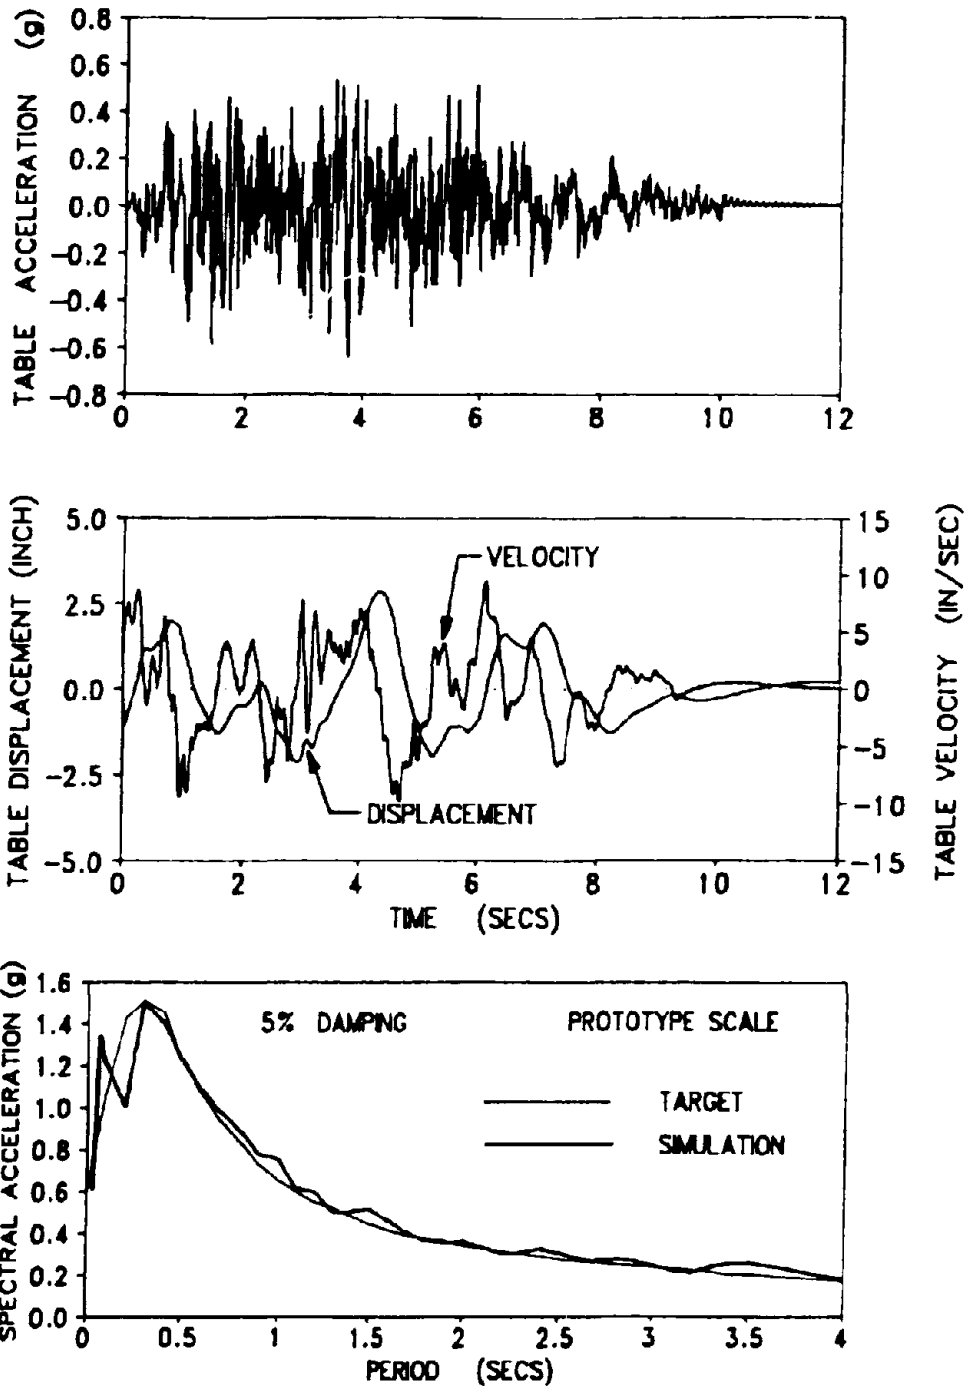 TABLE ACCELERATION (g)
0.8
0.6
0.4
0.2
0.0
−0.2
−0.4
−0.6
−0.8
0 2 4 6 8 10 12
TABLE DISPLACEMENT (INCH)
5.0
2.5
0.0
−2.5
−5.0
VELOCITY
DISPLACEMENT
15
10
5
0
−5
−10
−15
TABLE VELOCITY (IN/SEC)
0 2 4 6 8 10 12
TIME (SECS)
SPECTRAL ACCELERATION (g)
1.6
1.4
1.2
1.0
0.8
0.6
0.4
0.2
0.0
5% DAMPING PROTOTYPE SCALE
TARGET
SIMULATION
0 0.5 1 1.5 2 2.5 3 3.5 4
PERIOD (SECS)